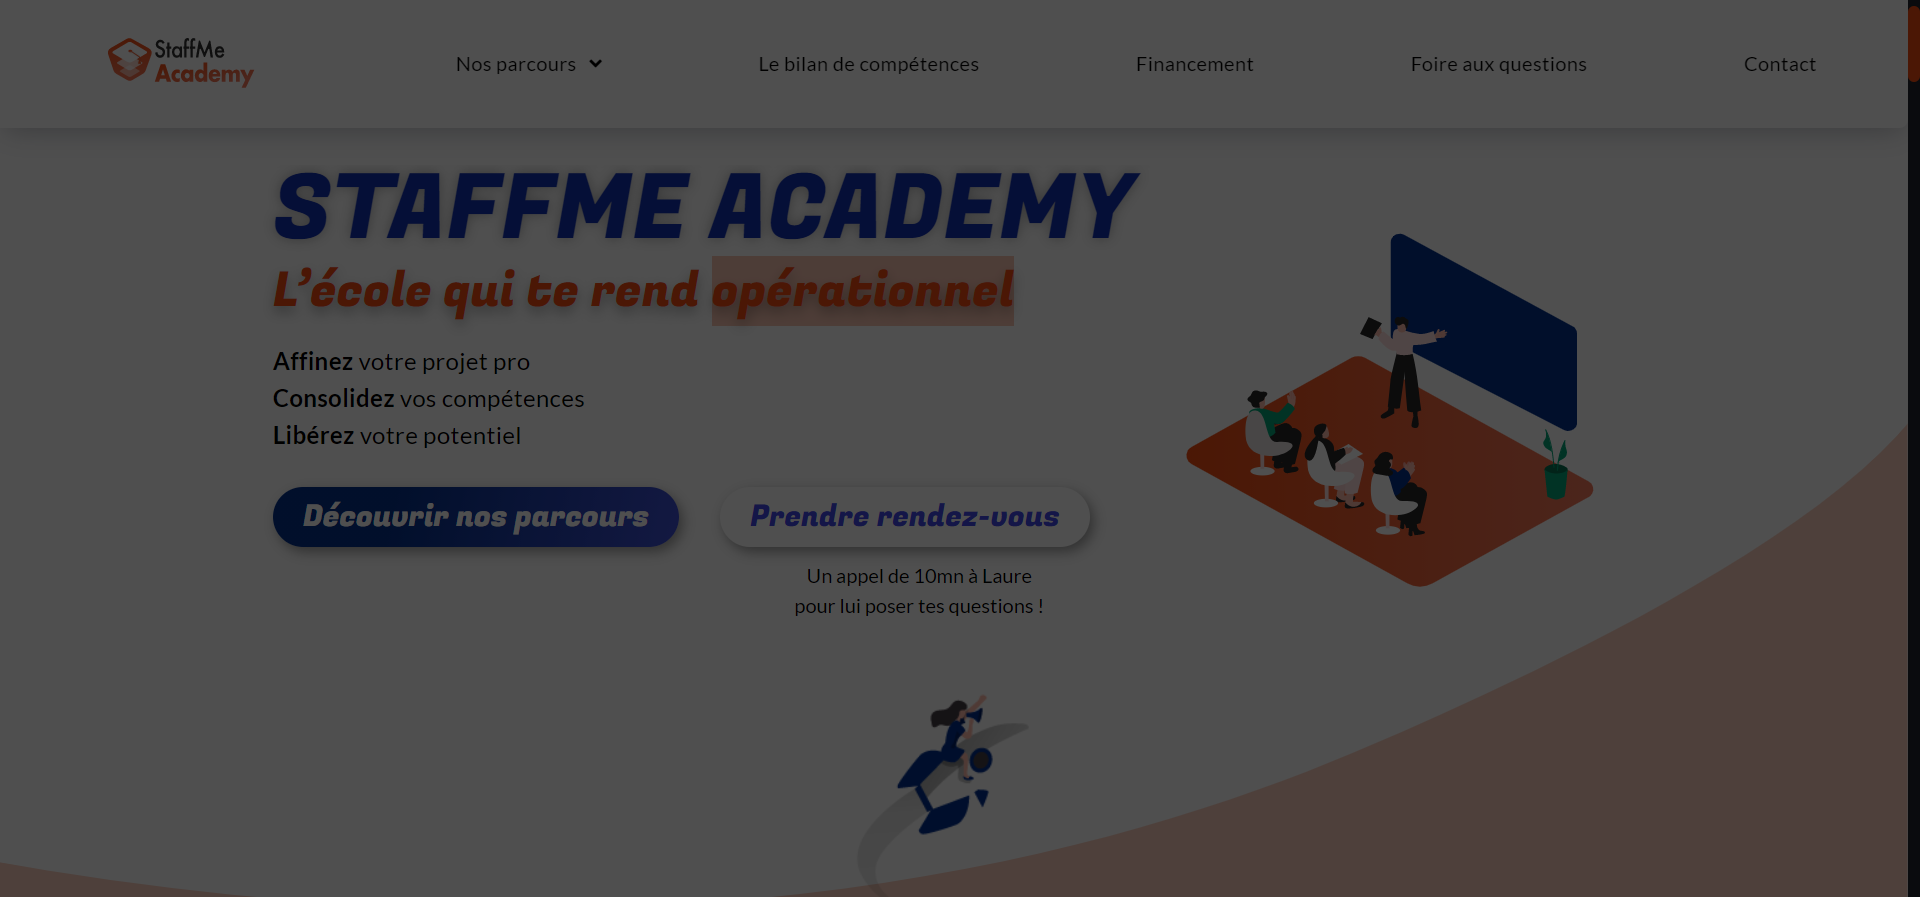 StaffMe
Academy
Nos parcours
Le bilan de compétences
Financement
Foire aux questions
Contact
STAFFME ACADEMY
L'école qui te rend opérationnel
Affinez votre projet pro
Consolidez vos compétences
Libérez votre potentiel
Découvrir nos parcours
Prendre rendez-vous
Un appel de 10mn à Laure
pour lui poser tes questions !